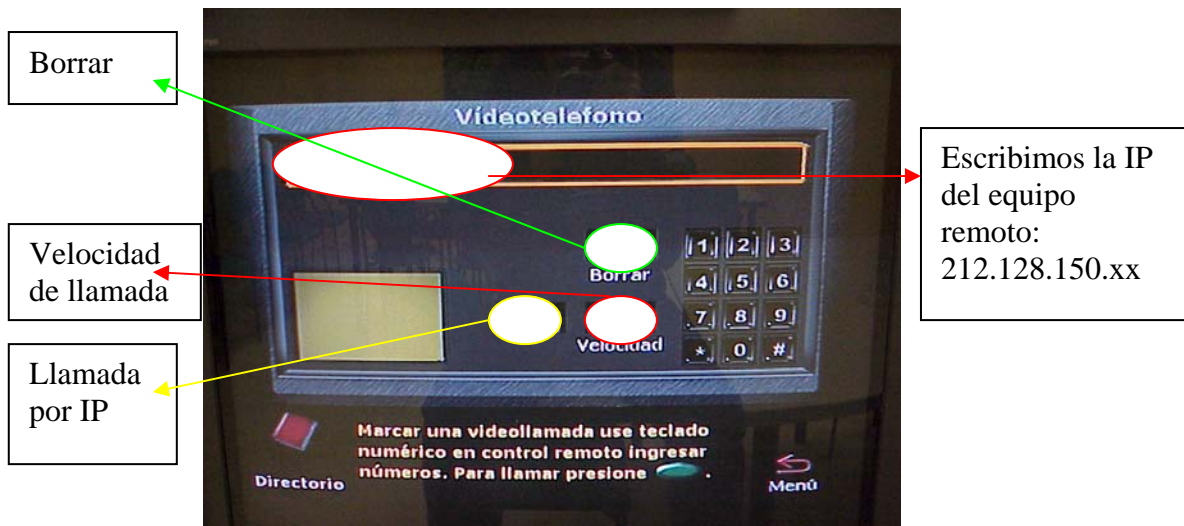 Borrar
Vídeotelefono
Escribimos la IP
del equipo
remoto:
212.128.150.xx
Velocidad
de llamada
Borrar
1 2 3
4 5 6
7 8 9
* 0 #
Velocidad
Llamada
por IP
Marcar una videollamada use teclado
numérico en control remoto ingresar
números. Para llamar presione .
Directorio
Menú